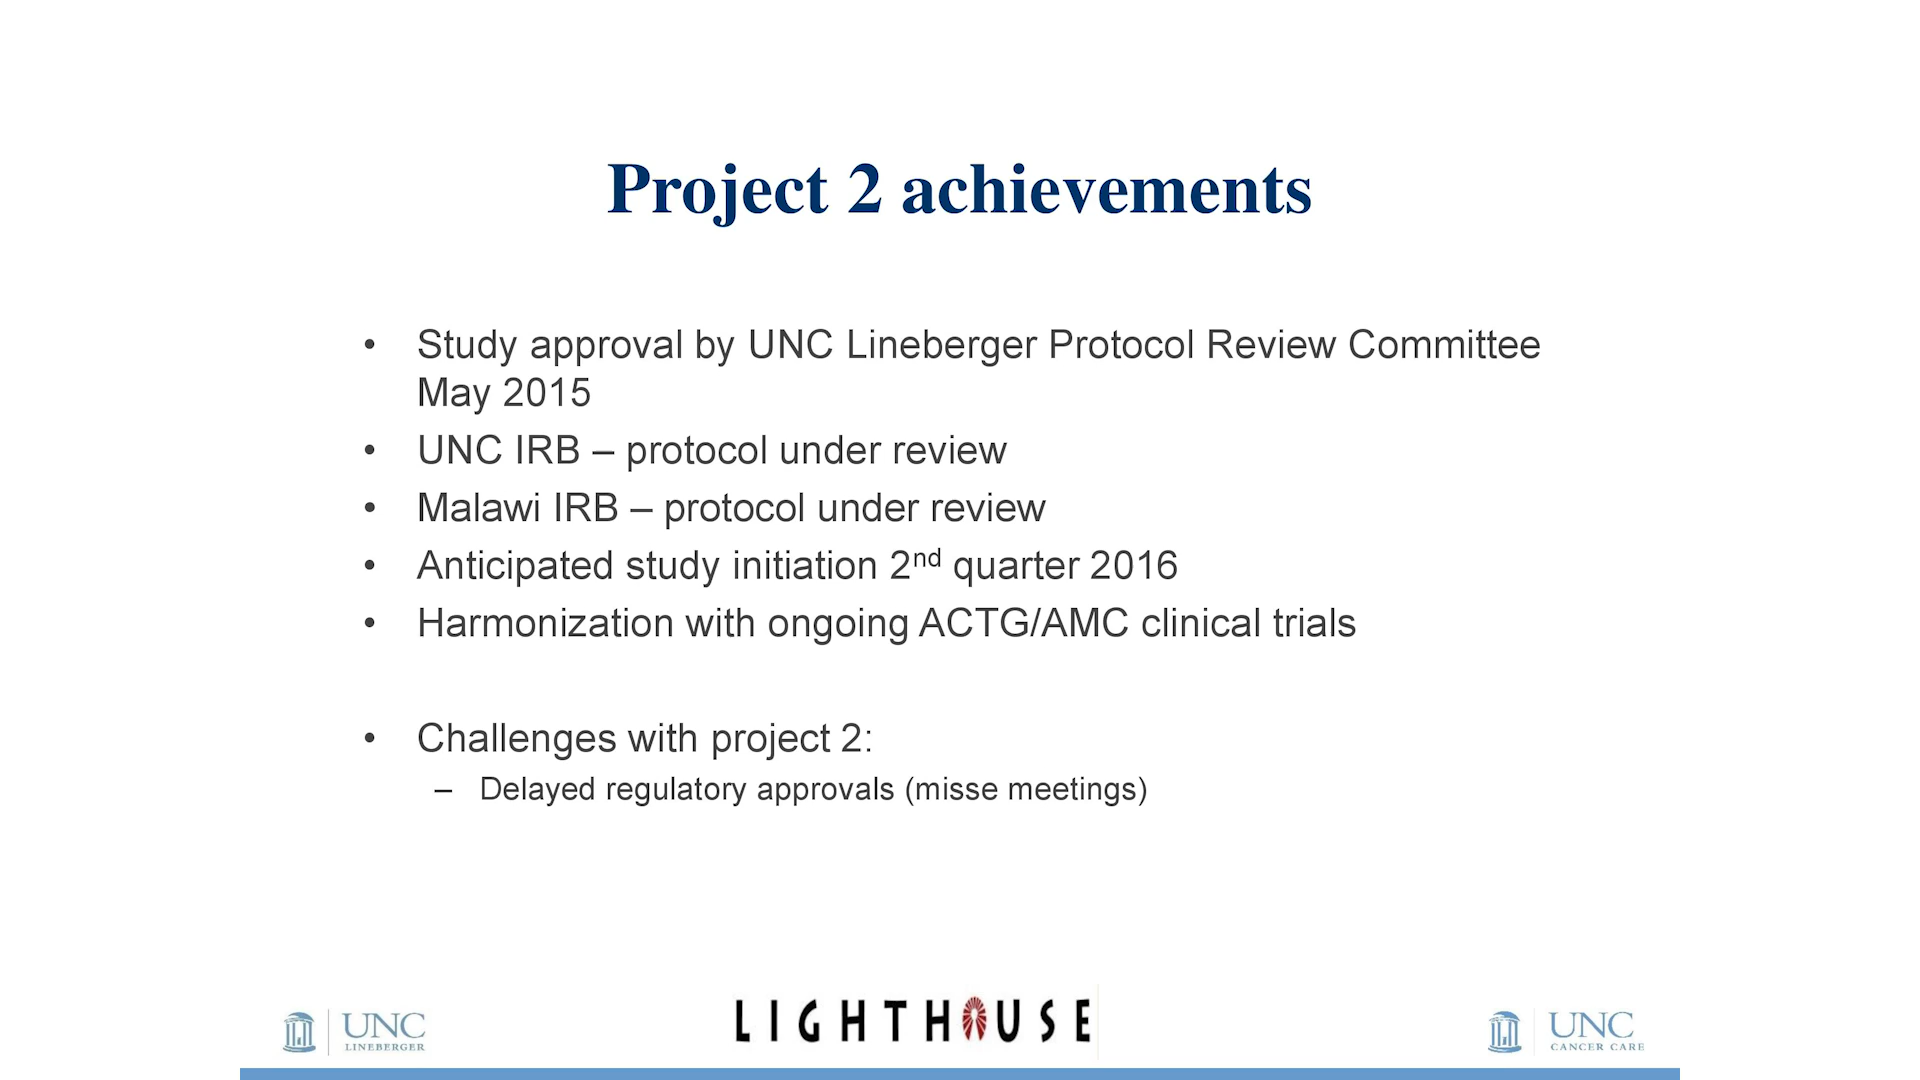 Project 2 achievements
• Study approval by UNC Lineberger Protocol Review Committee
May 2015
• UNC IRB – protocol under review
• Malawi IRB – protocol under review
• Anticipated study initiation 2nd quarter 2016
• Harmonization with ongoing ACTG/AMC clinical trials
• Challenges with project 2:
– Delayed regulatory approvals (misse meetings)
UNC
LINEBERGER
LIGHTHOUSE
UNC
CANCER CARE